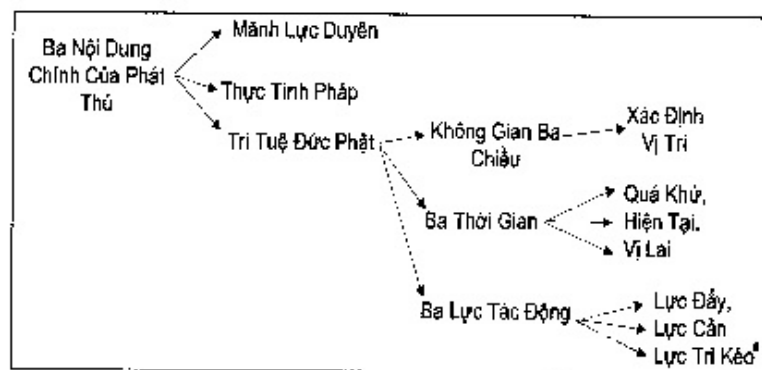 Mãnh Lực Duyên
Ba Nội Dung
Chính Của Phát
Thú
Thực Tính Pháp
Trí Tuệ Đức Phật
Không Gian Ba
Chiều
Xác Định
Vị Trí
Ba Thời Gian
Quá Khứ,
Hiện Tại,
Vị Lai
Ba Lực Tác Động
Lực Đẩy,
Lực Cản
Lực Trì Kéo